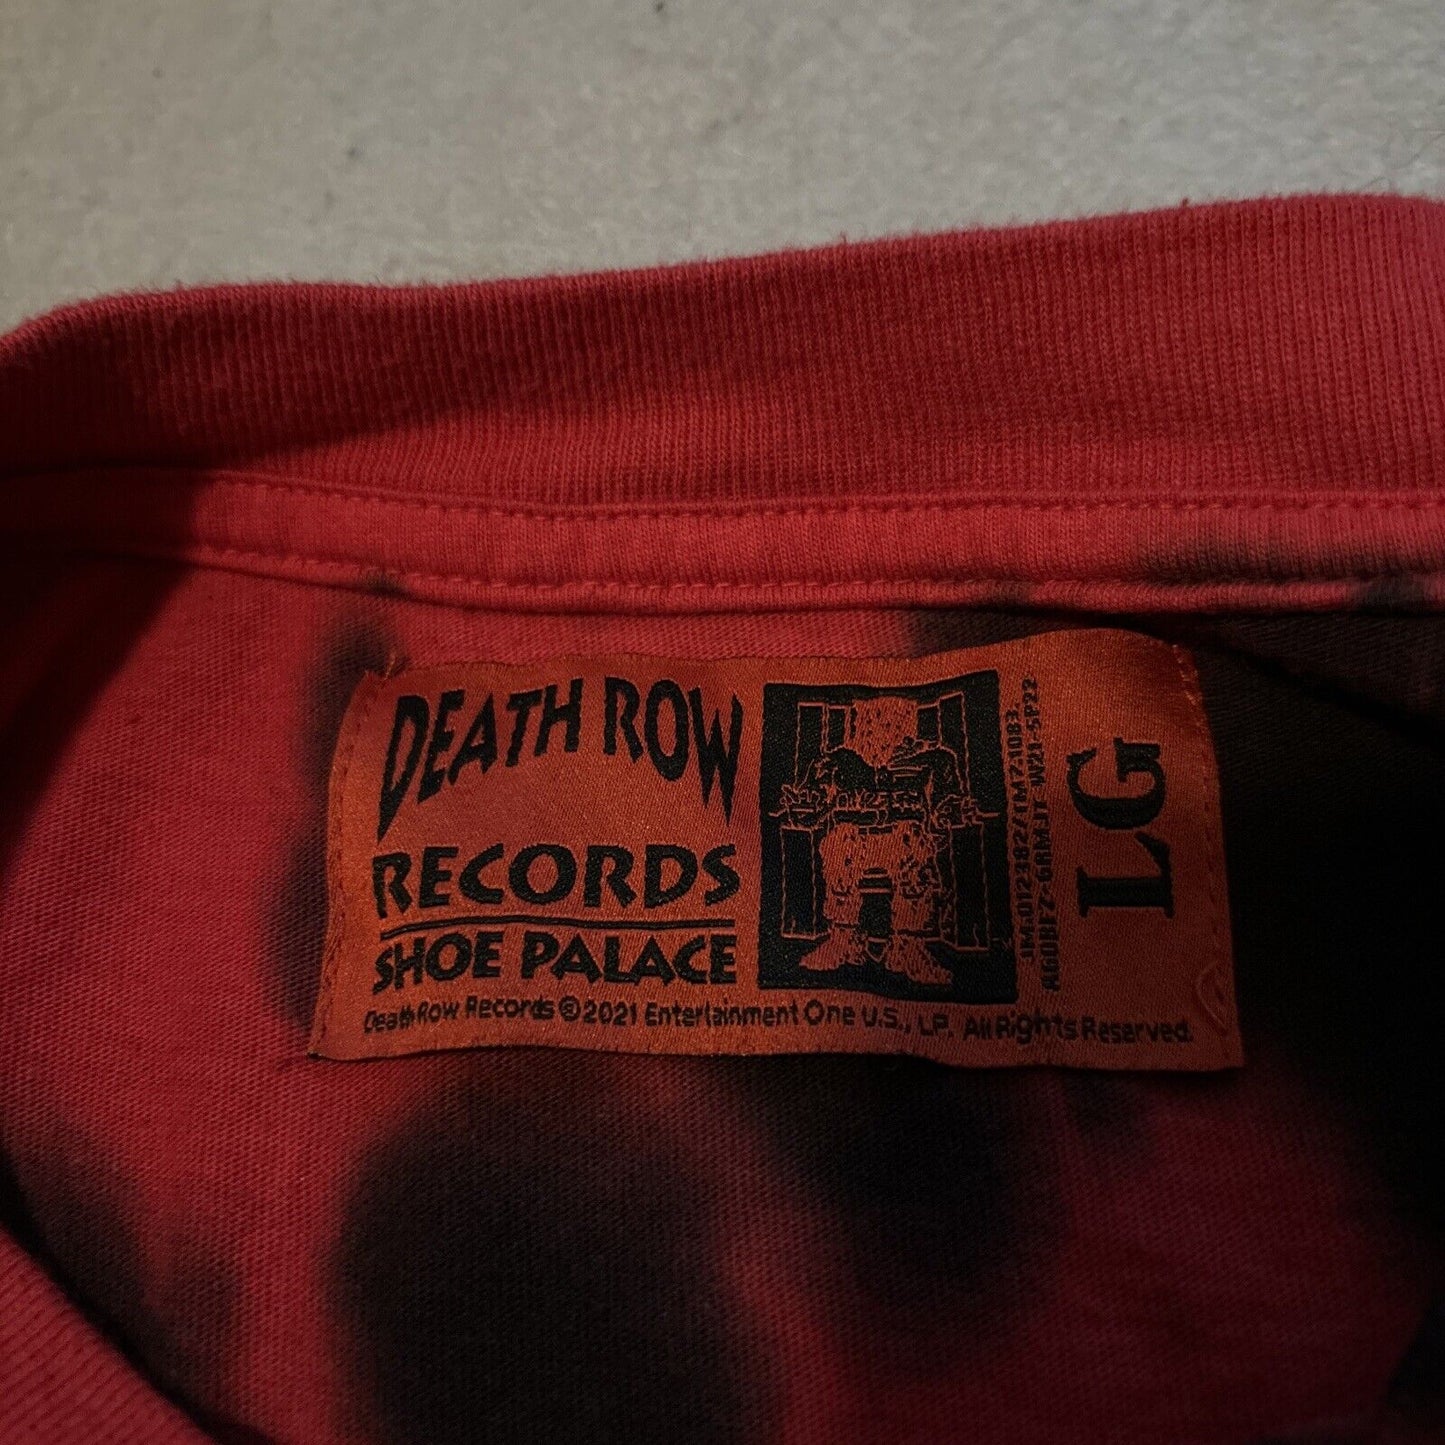 DEATH ROW
RECORDS
SHOE PALACE
Death Row Records ©2021 Entertainment One U.S., LP. All Rights Reserved.
LG